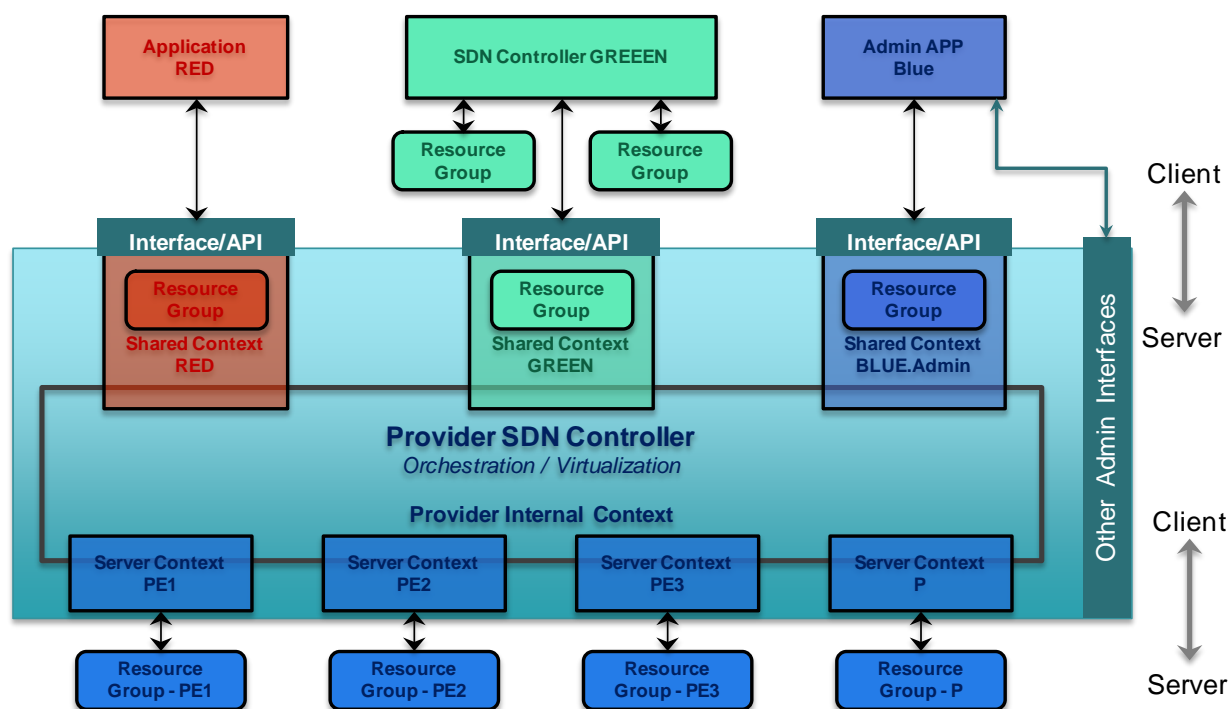 Application
RED
SDN Controller GREEEN
Admin APP
Blue
Resource
Group
Resource
Group
Client
Server
Interface/API
Interface/API
Interface/API
Resource
Group
Shared Context
RED
Resource
Group
Shared Context
GREEN
Resource
Group
Shared Context
BLUE.Admin
Other Admin Interfaces
Provider SDN Controller
Orchestration / Virtualization
Provider Internal Context
Client
Server
Server Context
PE1
Server Context
PE2
Server Context
PE3
Server Context
P
Resource
Group - PE1
Resource
Group - PE2
Resource
Group - PE3
Resource
Group - P